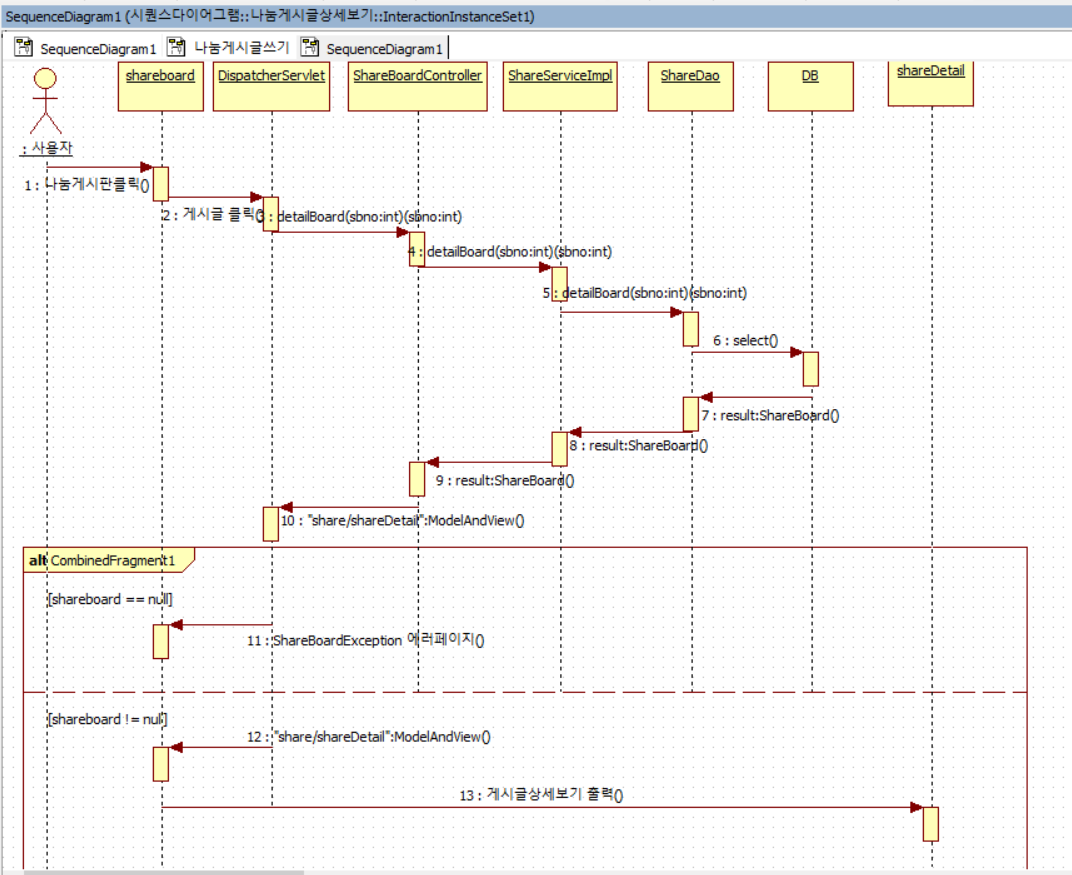 SequenceDiagram1 (시퀀스다이어그램::나눔게시글상세보기::InteractionInstanceSet1)
SequenceDiagram1 나눔게시글쓰기 SequenceDiagram1
shareboard DispatcherServlet ShareBoardController ShareServiceImpl ShareDao DB shareDetail
: 사용자
1 : 나눔게시판클릭()
2 : 게시글 클릭()
3 : detailBoard(sbno:int)(sbno:int)
4 : detailBoard(sbno:int)(sbno:int)
5 : detailBoard(sbno:int)(sbno:int)
6 : select()
7 : result:ShareBoard()
8 : result:ShareBoard()
9 : result:ShareBoard()
10 : "share/shareDetail":ModelAndView()
alt CombinedFragment1
[shareboard == null]
11 : ShareBoardException 에러페이지()
[shareboard != null]
12 : "share/shareDetail":ModelAndView()
13 : 게시글상세보기 출력()